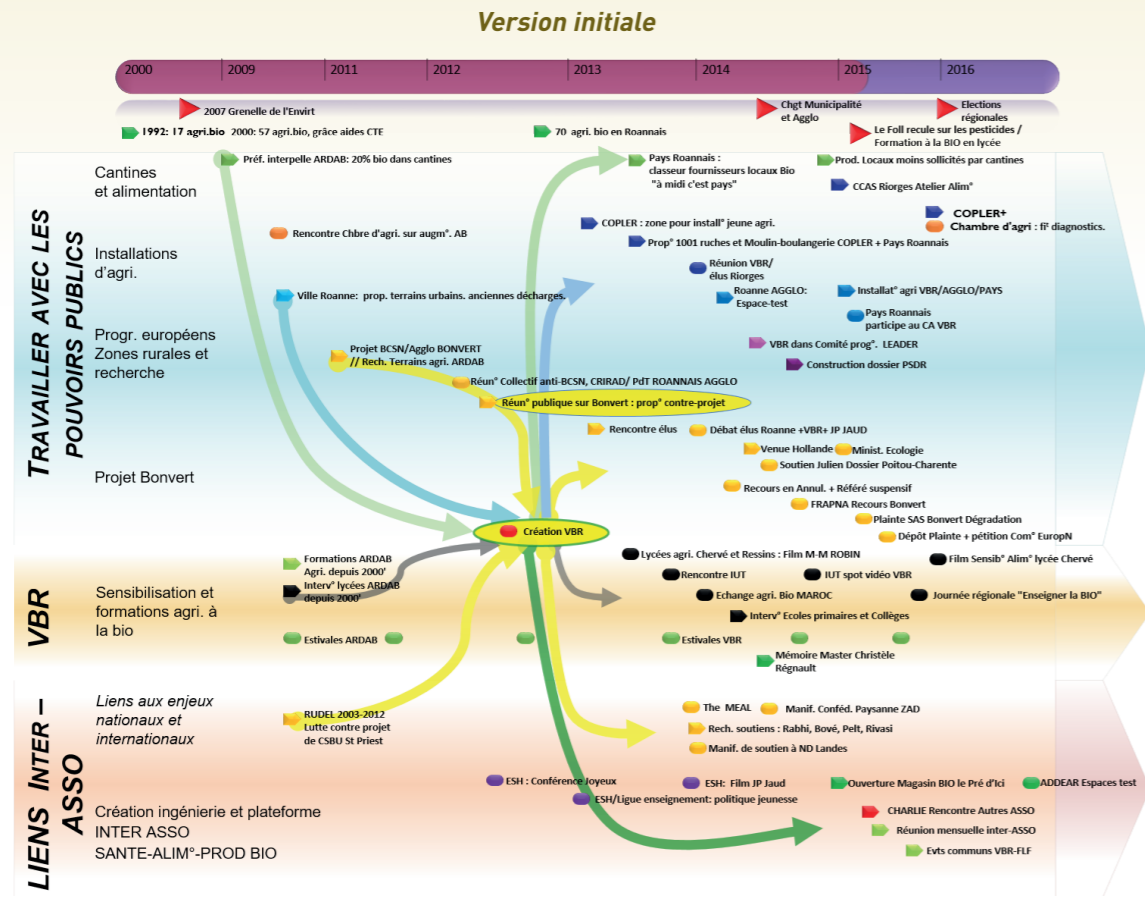 Version initiale
2000
2009
2011
2012
2013
2014
2015
2016
2007 Grenelle de l'Envirt
Chgt Municipalité
et Agglo
Elections
régionales
1992: 17 agri.bio 2000: 57 agri.bio, grâce aides CTE
70 agri. bio en Roannais
Le Foll recule sur les pesticides /
Formation à la BIO en lycée
TRAVAILLER AVEC LES
POUVOIRS PUBLICS
Cantines
et alimentation
Préf. interpelle ARDAB: 20% bio dans cantines
Pays Roannais :
classeur fournisseurs locaux Bio
"à midi c'est pays"
Prod. Locaux moins sollicités par cantines
CCAS Riorges Atelier Alim°
COPLER+
Chambre d'agri : fi° diagnostics.
Rencontre Chbre d'agri. sur augm°. AB
COPLER : zone pour install° jeune agri.
Prop° 1001 ruches et Moulin-boulangerie COPLER + Pays Roannais
Installations
d'agri.
Réunion VBR/
élus Riorges
Ville Roanne: prop. terrains urbains. anciennes décharges.
Roanne AGGLO:
Espace-test
Installat° agri VBR/AGGLO/PAYS
Pays Roannais
participe au CA VBR
Progr. européens
Zones rurales et
recherche
Projet BCSN/Agglo BONVERT
// Rech. Terrains agri. ARDAB
VBR dans Comité prog°. LEADER
Construction dossier PSDR
Réun° Collectif anti-BCSN, CRIRAD/ PdT ROANNAIS AGGLO
Réun° publique sur Bonvert : prop° contre-projet
Rencontre élus
Débat élus Roanne +VBR+ JP JAUD
Venue Hollande
Minist. Ecologie
Soutien Julien Dossier Poitou-Charente
Projet Bonvert
Recours en Annul. + Référé suspensif
FRAPNA Recours Bonvert
Plainte SAS Bonvert Dégradation
Dépôt Plainte + pétition Com° EuropN
Création VBR
VBR
Sensibilisation et
formations agri. à
la bio
Formations ARDAB
Agri. depuis 2000'
Interv° lycées ARDAB
depuis 2000'
Lycées agri. Chervé et Ressins : Film M-M ROBIN
Film Sensib° Alim° lycée Chervé
Rencontre IUT
IUT spot vidéo VBR
Echange agri. Bio MAROC
Journée régionale "Enseigner la BIO"
Interv° Ecoles primaires et Collèges
Estivales ARDAB
Estivales VBR
Mémoire Master Christèle
Régnault
LIENS INTER –
ASSO
Liens aux enjeux
nationaux et
internationaux
RUDEL 2003-2012
Lutte contre projet
de CSBU St Priest
The MEAL
Manif. Conféd. Paysanne ZAD
Rech. soutiens : Rabhi, Bové, Pelt, Rivasi
Manif. de soutien à ND Landes
ESH : Conférence Joyeux
ESH: Film JP Jaud
Ouverture Magasin BIO le Pré d'Ici
ADDEAR Espaces test
ESH/Ligue enseignement: politique jeunesse
Création ingénierie et plateforme
INTER ASSO
SANTE-ALIM°-PROD BIO
CHARLIE Rencontre Autres ASSO
Réunion mensuelle inter-ASSO
Evts communs VBR-FLF